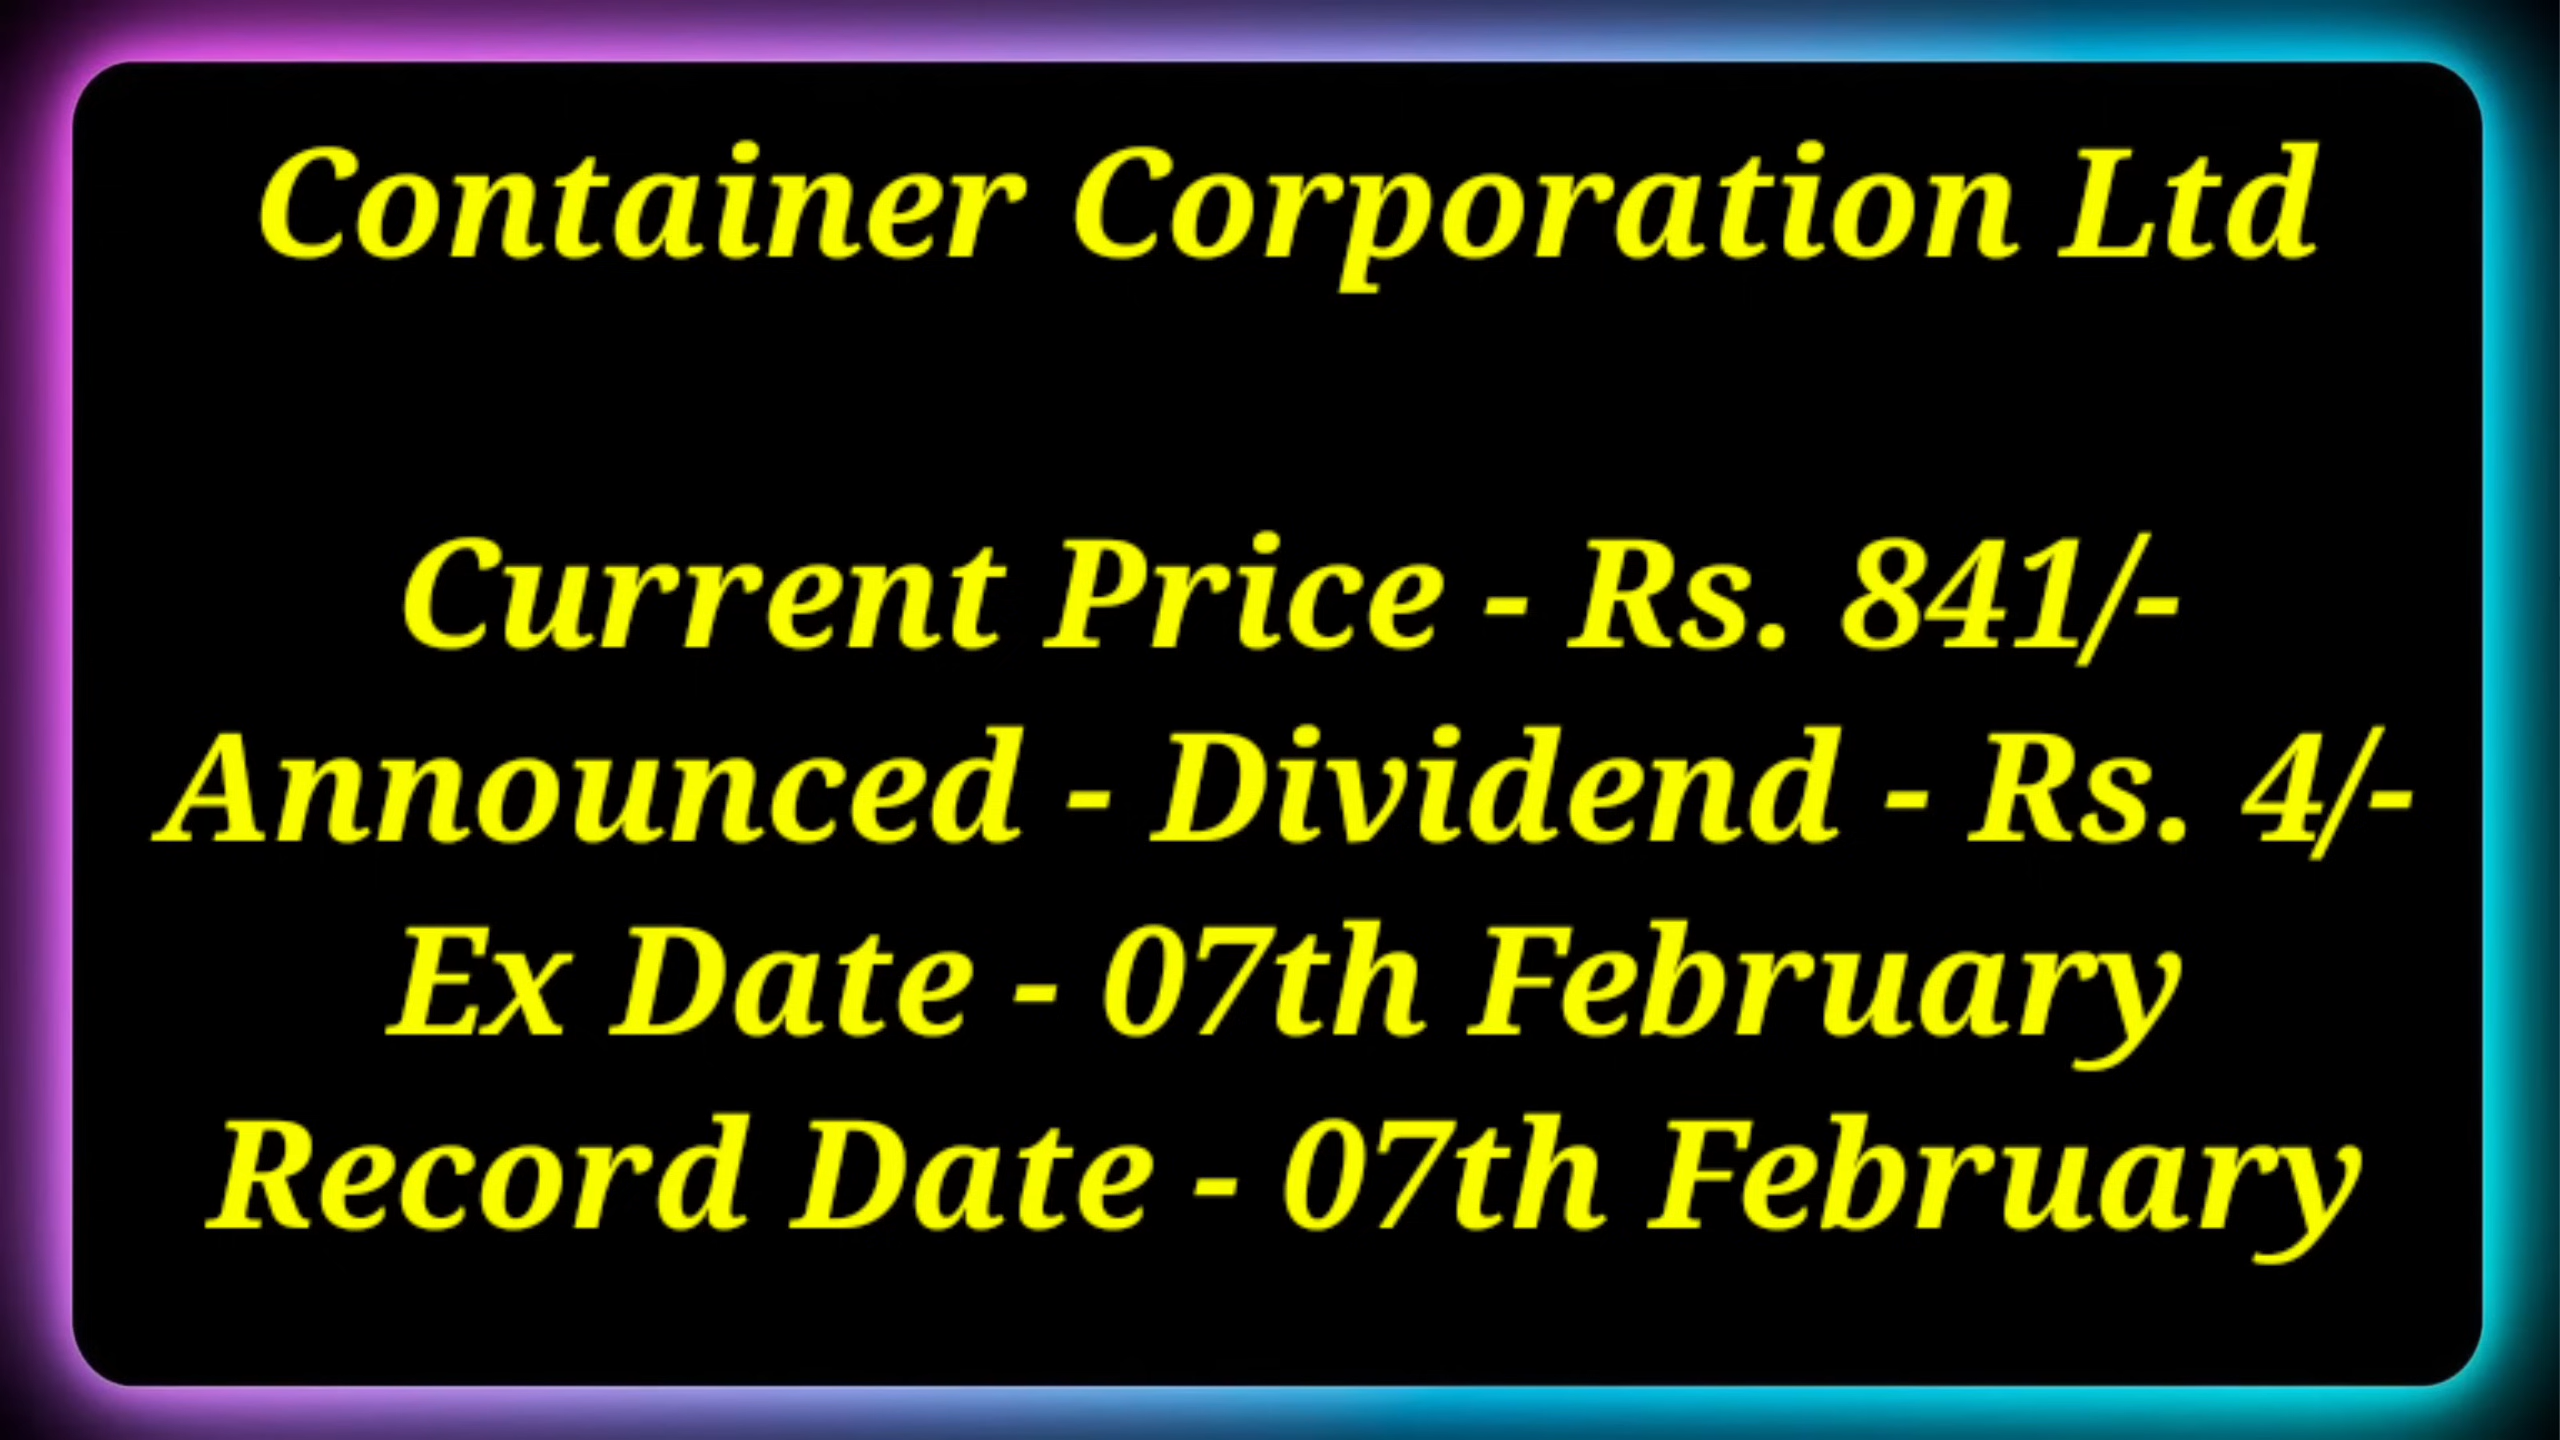 Container Corporation Ltd
Current Price - Rs. 841/-
Announced - Dividend - Rs. 4/-
Ex Date - 07th February
Record Date - 07th February